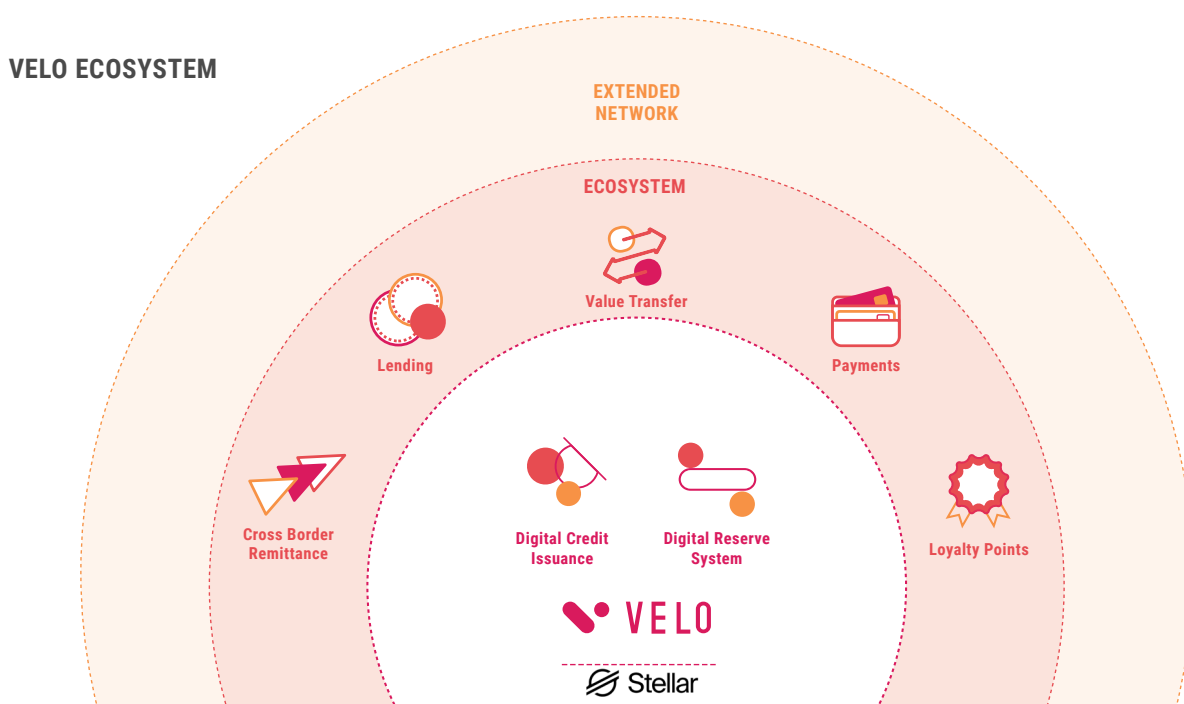 VELO ECOSYSTEM
EXTENDED
NETWORK
ECOSYSTEM
Value Transfer
Lending
Payments
Cross Border
Remittance
Loyalty Points
Digital Credit
Issuance
Digital Reserve
System
VELO
Stellar